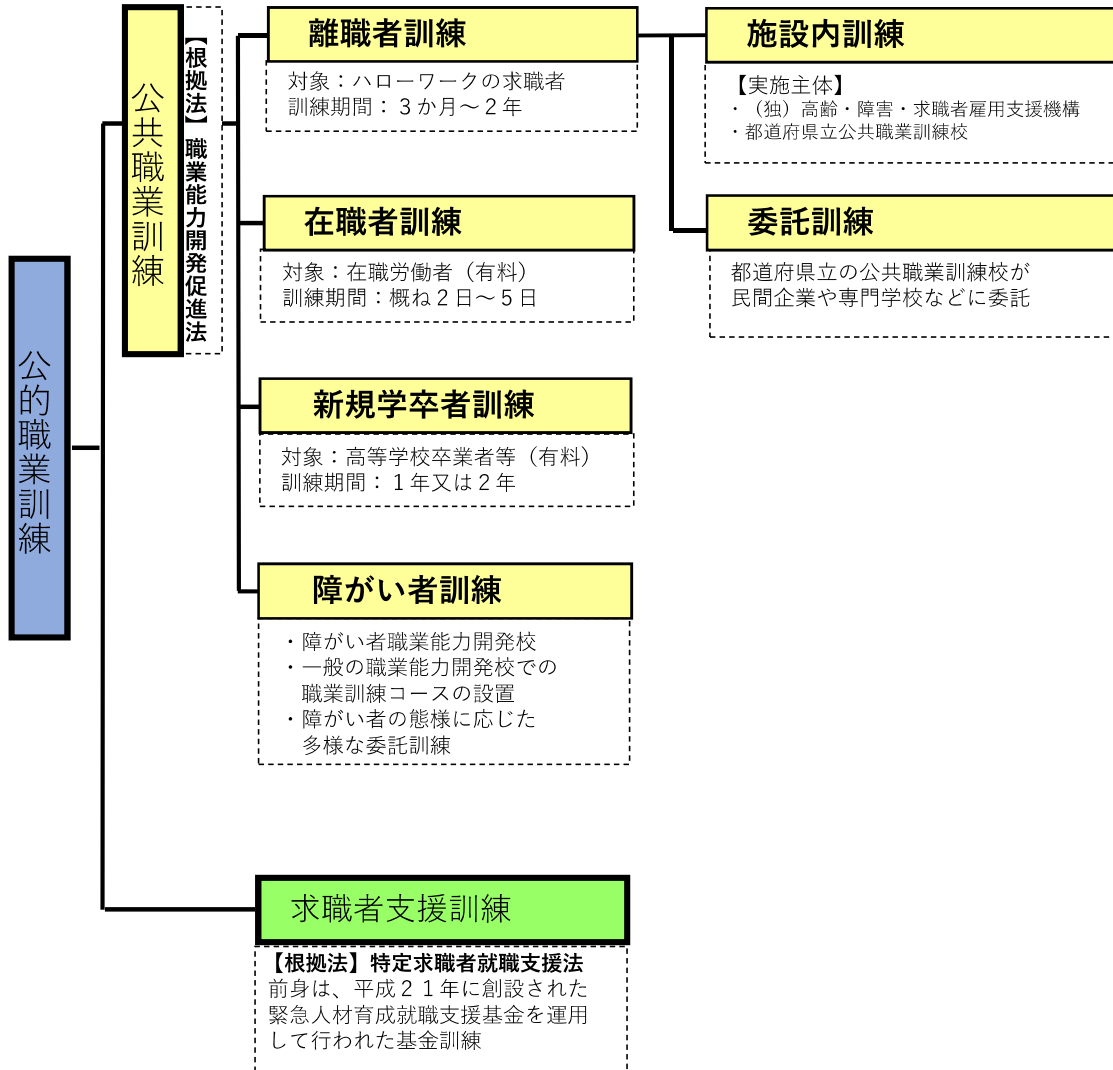 公的職業訓練
公共職業訓練
【根拠法】職業能力開発促進法
離職者訓練
対象：ハローワークの求職者
訓練期間：３か月～２年
施設内訓練
【実施主体】
・（独）高齢・障害・求職者雇用支援機構
・都道府県立公共職業訓練校
委託訓練
都道府県立の公共職業訓練校が
民間企業や専門学校などに委託
在職者訓練
対象：在職労働者（有料）
訓練期間：概ね２日～５日
新規学卒者訓練
対象：高等学校卒業者等（有料）
訓練期間：１年又は２年
障がい者訓練
・障がい者職業能力開発校
・一般の職業能力開発校での
職業訓練コースの設置
・障がい者の態様に応じた
多様な委託訓練
求職者支援訓練
【根拠法】特定求職者就職支援法
前身は、平成２１年に創設された
緊急人材育成就職支援基金を運用
して行われた基金訓練